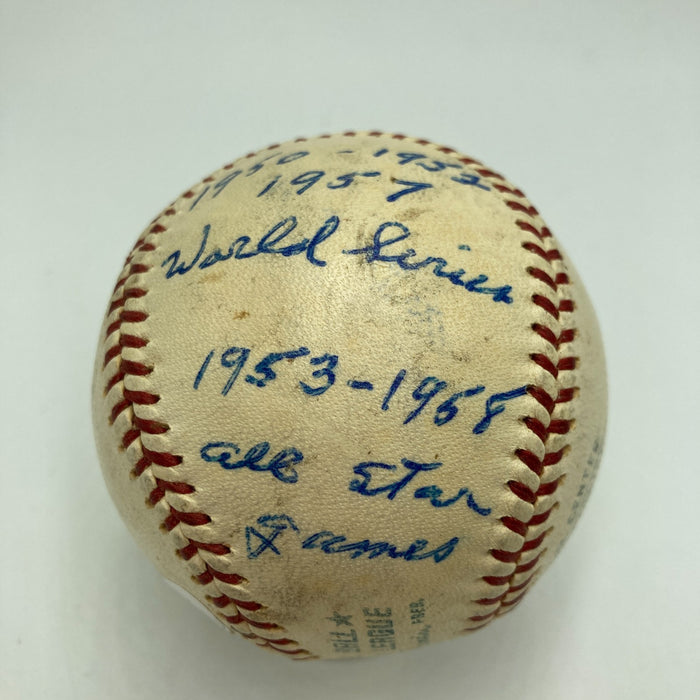 1950 - 1952
1957
World Series
1953 - 1958
All Star
Games